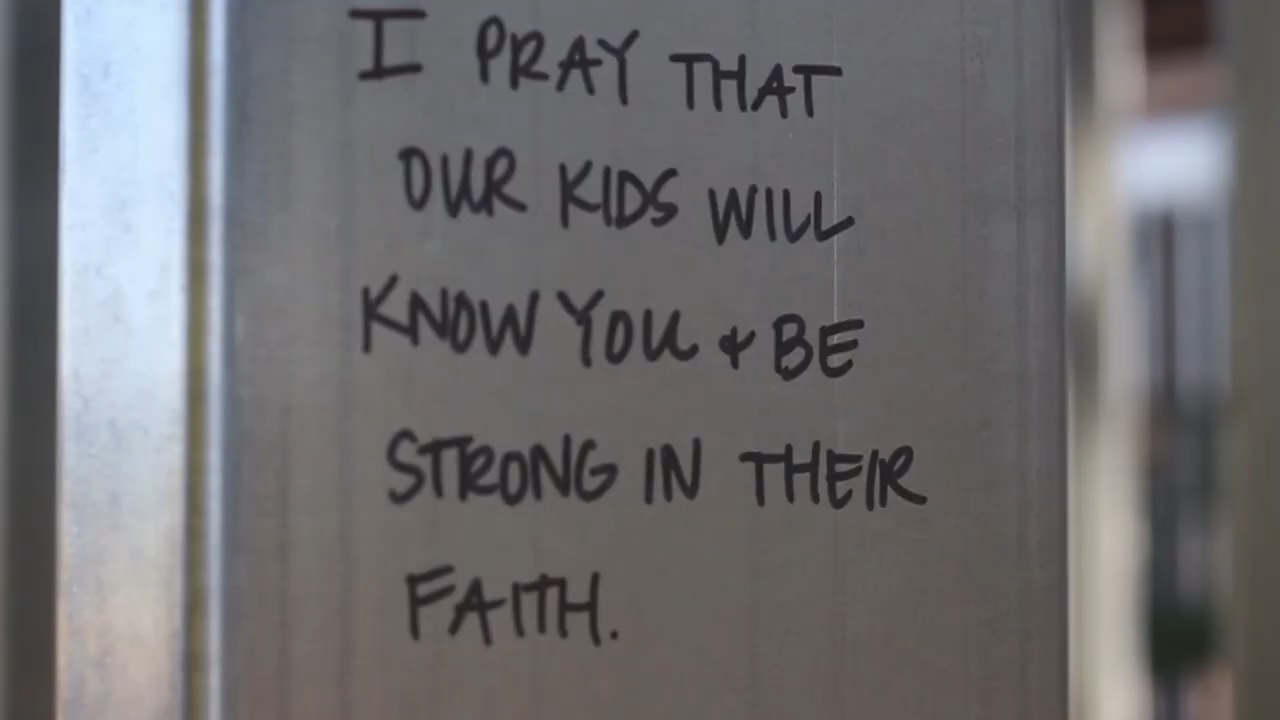 I PRAY THAT
OUR KIDS WILL
KNOW YOU & BE
STRONG IN THEIR
FAITH.